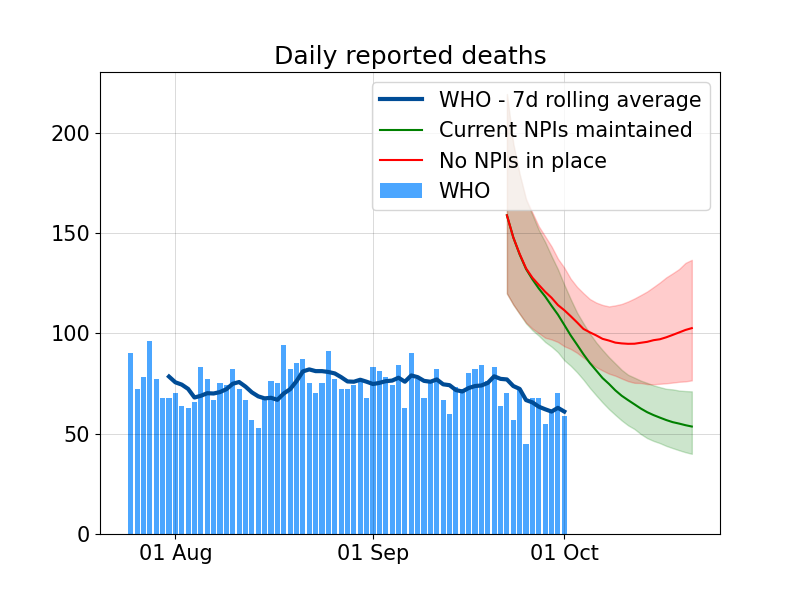 Daily reported deaths
WHO - 7d rolling average
Current NPIs maintained
No NPIs in place
WHO
200
150
100
50
0
01 Aug
01 Sep
01 Oct